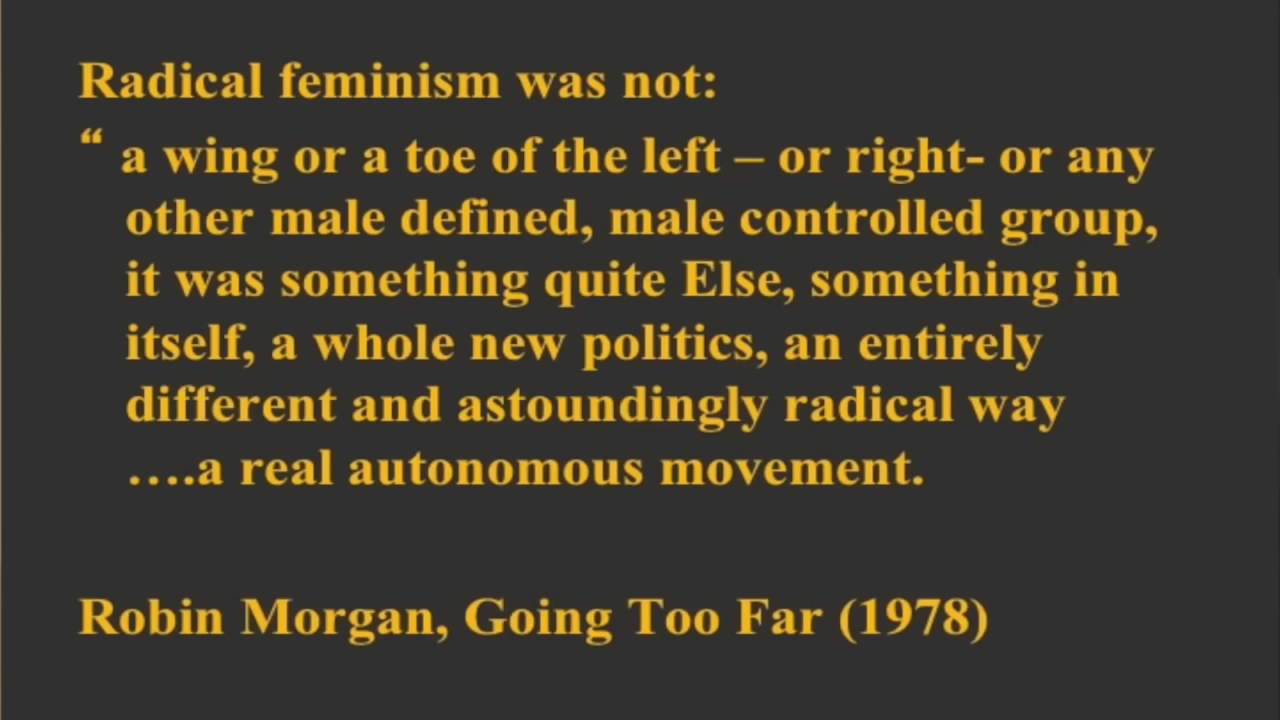 Radical feminism was not:
“ a wing or a toe of the left – or right- or any
other male defined, male controlled group,
it was something quite Else, something in
itself, a whole new politics, an entirely
different and astoundingly radical way
….a real autonomous movement.
Robin Morgan, Going Too Far (1978)